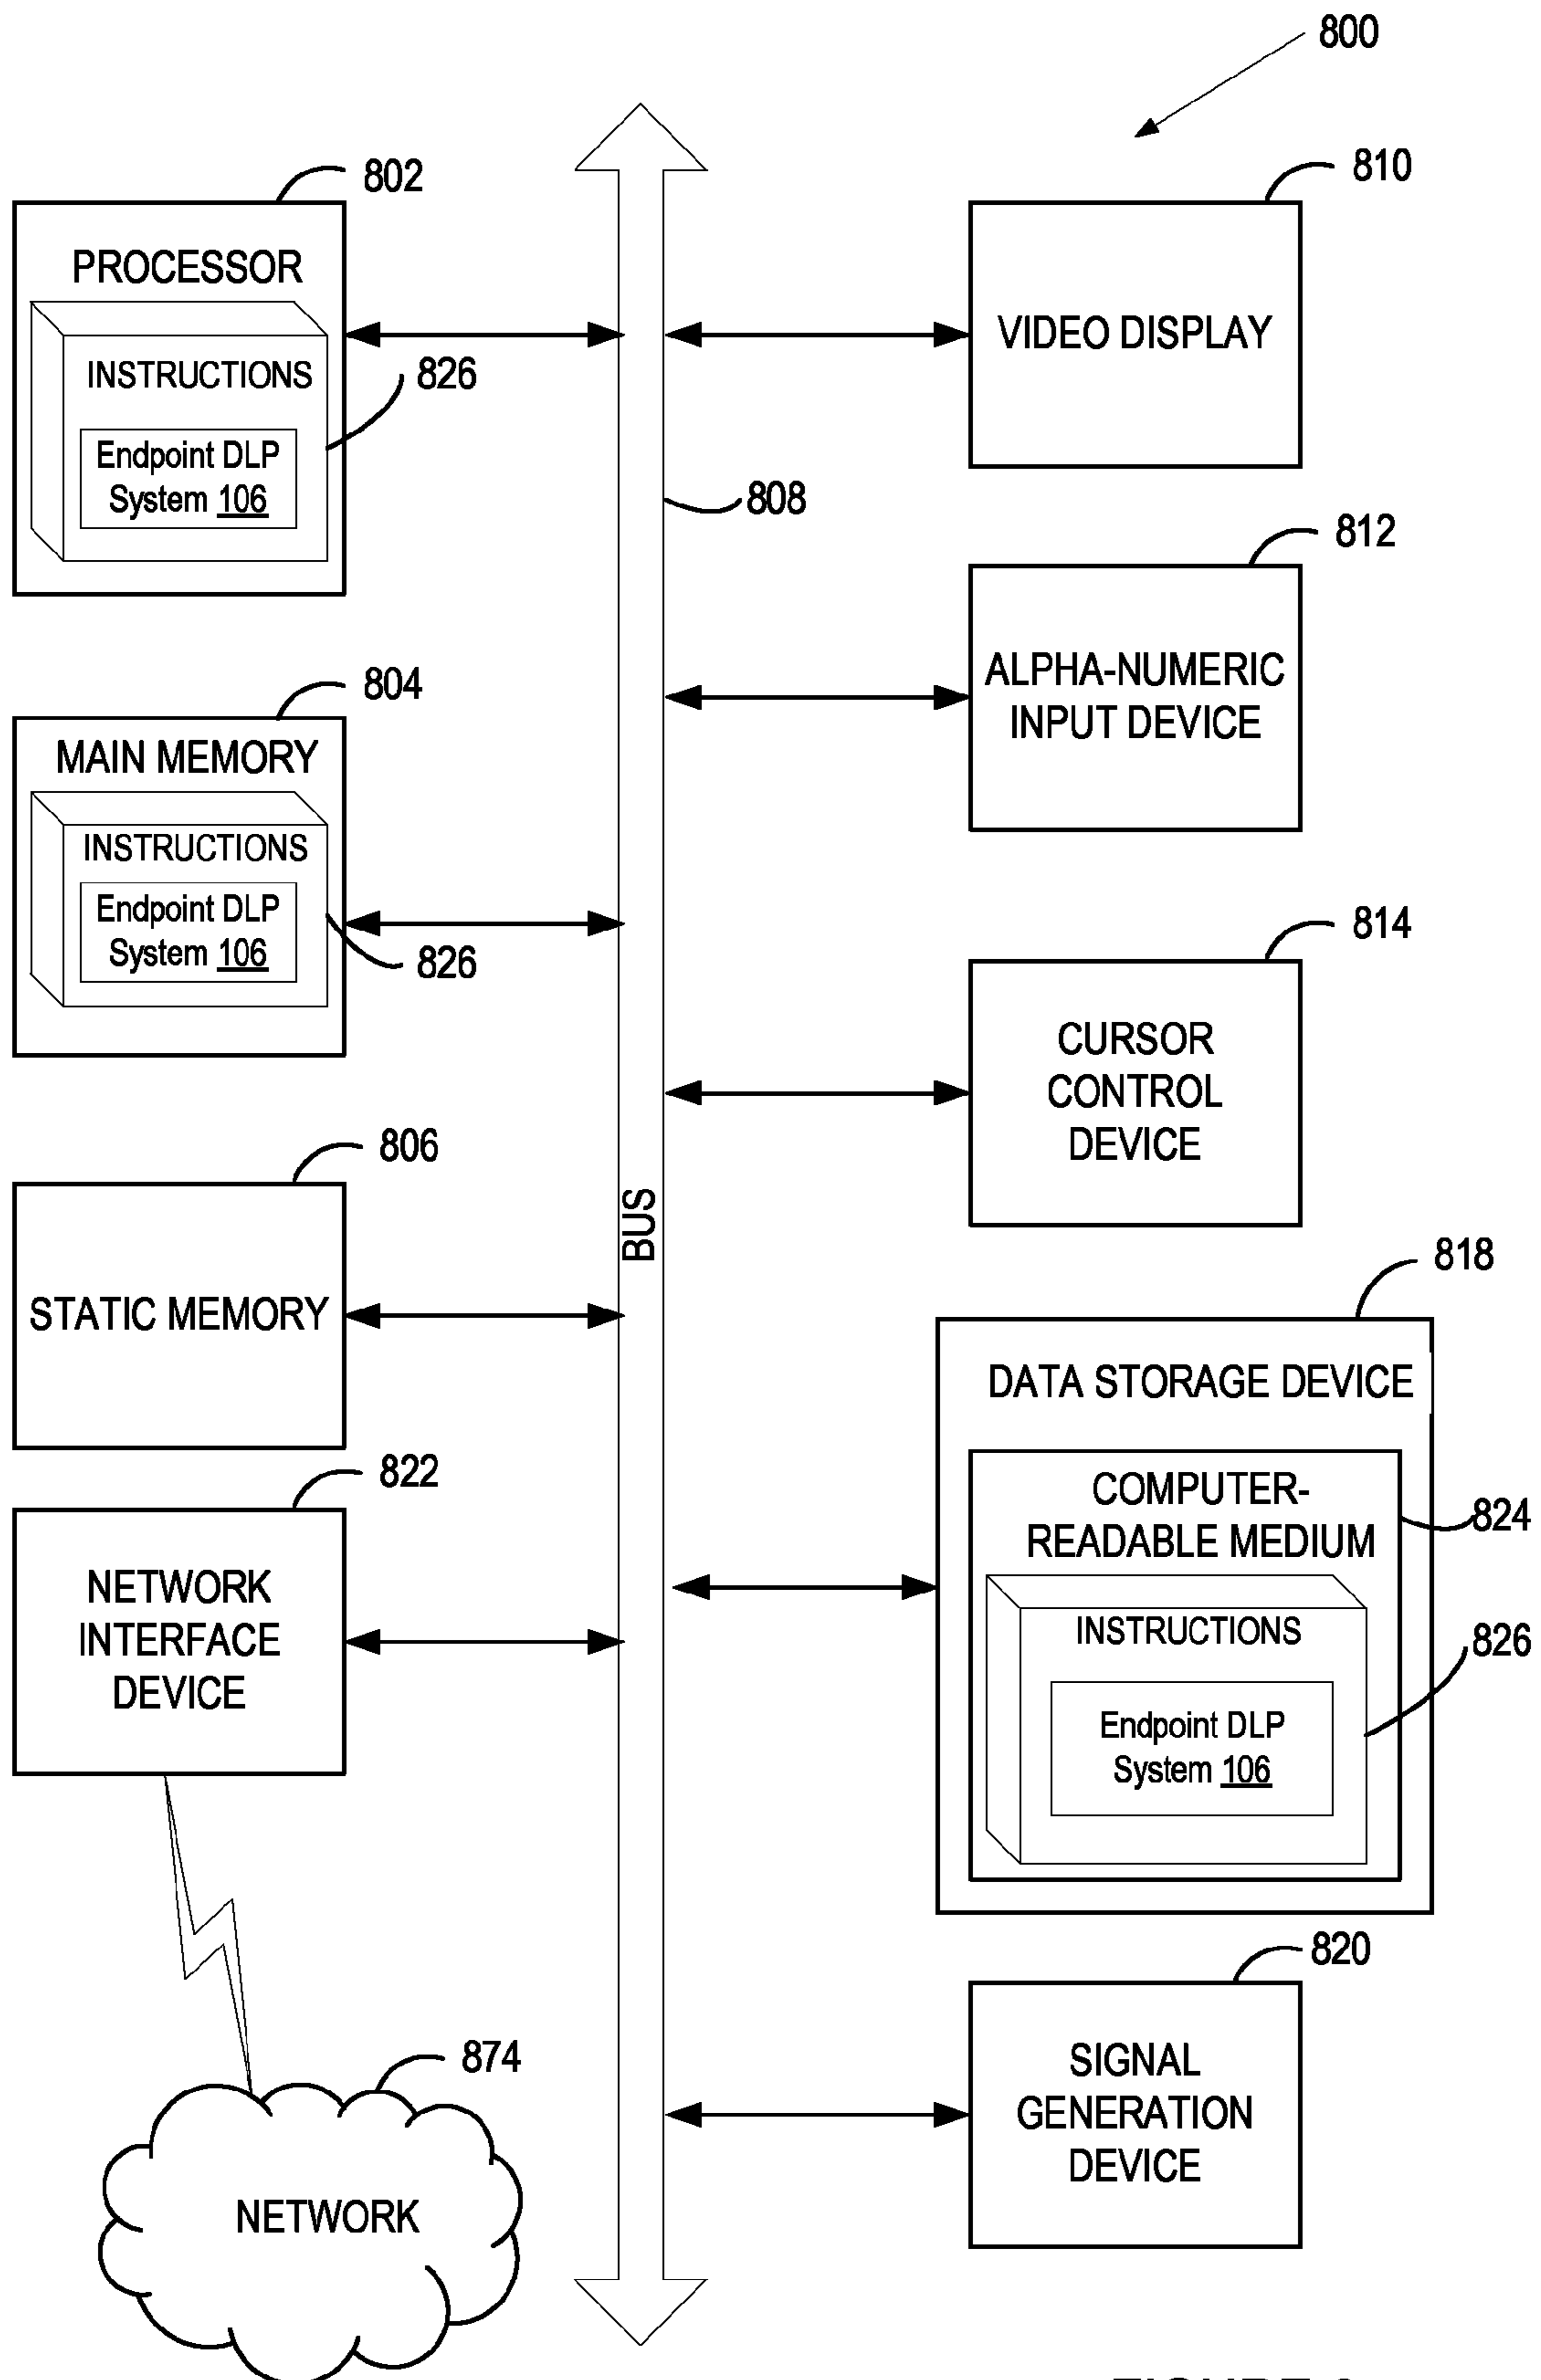 800
802
PROCESSOR
INSTRUCTIONS
826
Endpoint DLP
System 106
804
MAIN MEMORY
INSTRUCTIONS
Endpoint DLP
System 106
826
806
STATIC MEMORY
822
NETWORK
INTERFACE
DEVICE
874
NETWORK
808
BUS
810
VIDEO DISPLAY
812
ALPHA-NUMERIC
INPUT DEVICE
814
CURSOR
CONTROL
DEVICE
818
DATA STORAGE DEVICE
COMPUTER-
READABLE MEDIUM
824
INSTRUCTIONS
826
Endpoint DLP
System 106
820
SIGNAL
GENERATION
DEVICE